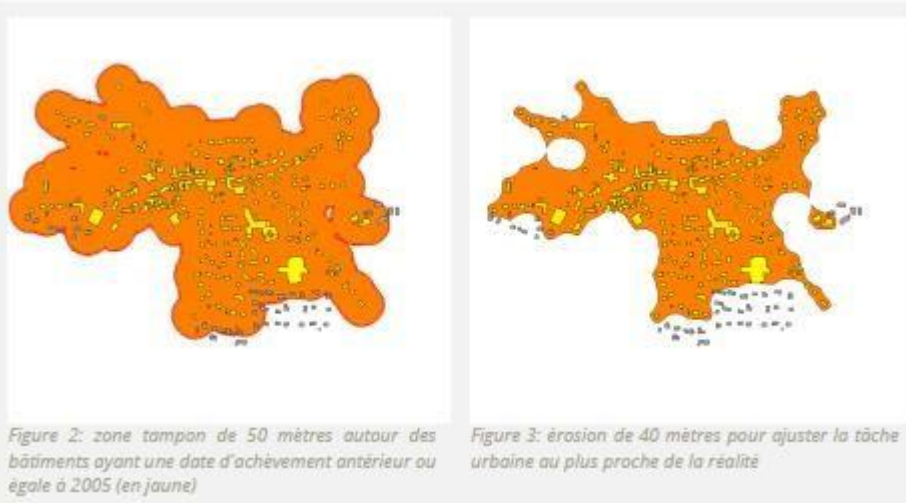 Figure 2: zone tampon de 50 mètres autour des
bâtiments ayant une date d'achèvement antérieur ou
égale à 2005 (en jaune)
Figure 3: érosion de 40 mètres pour ajuster la tâche
urbaine au plus proche de la réalité